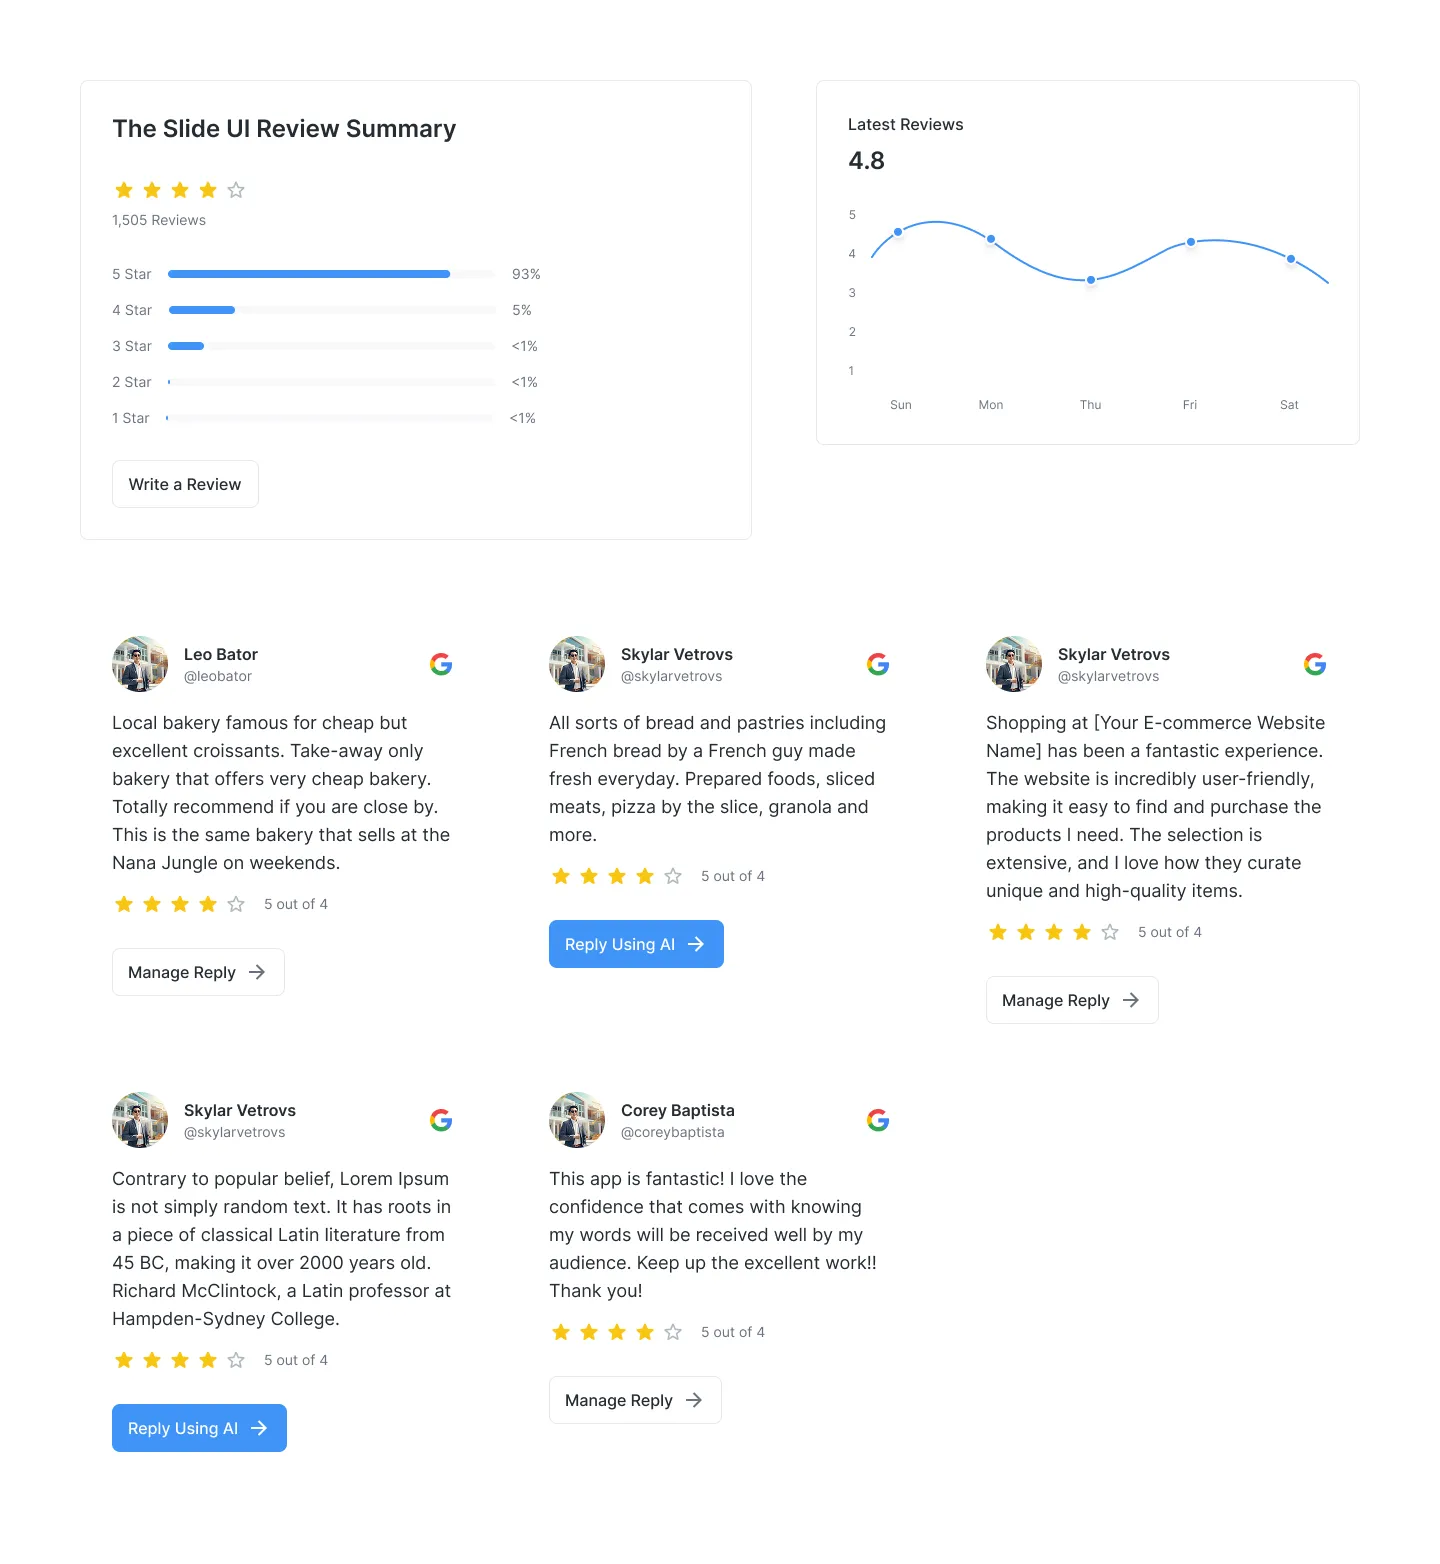 The Slide UI Review Summary
1,505 Reviews
5 Star 93%
4 Star 5%
3 Star <1%
2 Star <1%
1 Star <1%
Write a Review
Latest Reviews
4.8
5
4
3
2
1
Sun Mon Thu Fri Sat
Leo Bator
@leobator
Local bakery famous for cheap but
excellent croissants. Take-away only
bakery that offers very cheap bakery.
Totally recommend if you are close by.
This is the same bakery that sells at the
Nana Jungle on weekends.
5 out of 4
Manage Reply
Skylar Vetrovs
@skylarvetrovs
All sorts of bread and pastries including
French bread by a French guy made
fresh everyday. Prepared foods, sliced
meats, pizza by the slice, granola and
more.
5 out of 4
Reply Using AI
Skylar Vetrovs
@skylarvetrovs
Shopping at [Your E-commerce Website
Name] has been a fantastic experience.
The website is incredibly user-friendly,
making it easy to find and purchase the
products I need. The selection is
extensive, and I love how they curate
unique and high-quality items.
5 out of 4
Manage Reply
Skylar Vetrovs
@skylarvetrovs
Contrary to popular belief, Lorem Ipsum
is not simply random text. It has roots in
a piece of classical Latin literature from
45 BC, making it over 2000 years old.
Richard McClintock, a Latin professor at
Hampden-Sydney College.
5 out of 4
Reply Using AI
Corey Baptista
@coreybaptista
This app is fantastic! I love the
confidence that comes with knowing
my words will be received well by my
audience. Keep up the excellent work!!
Thank you!
5 out of 4
Manage Reply